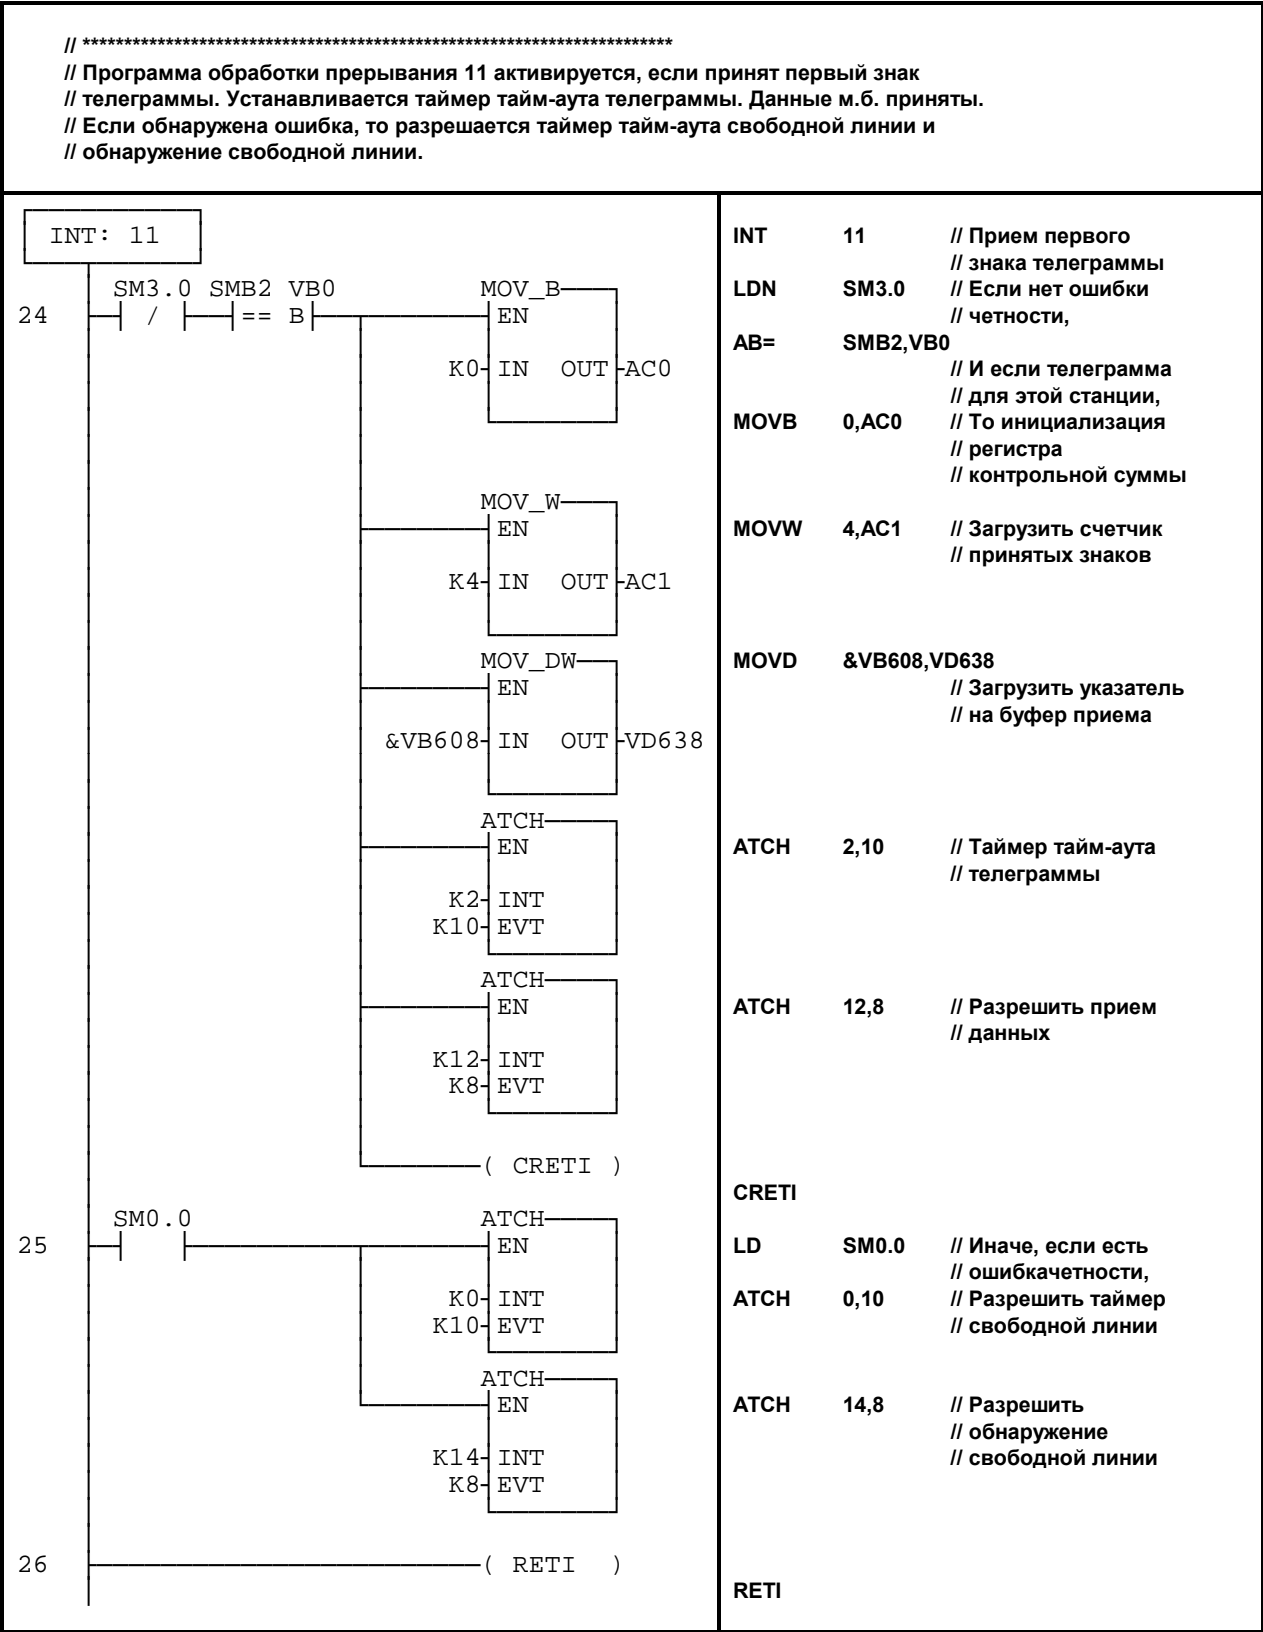 // ***********************************************************************
// Программа обработки прерывания 11 активируется, если принят первый знак
// телеграммы. Устанавливается таймер тайм-аута телеграммы. Данные м.б. приняты.
// Если обнаружена ошибка, то разрешается таймер тайм-аута свободной линии и
// обнаружение свободной линии.
INT: 11
SM3.0 SMB2 VB0
24
/
== B
MOV_B
EN
K0 IN OUT AC0
MOV_W
EN
K4 IN OUT AC1
MOV_DW
EN
&VB608 IN OUT VD638
ATCH
EN
K2 INT
K10 EVT
ATCH
EN
K12 INT
K8 EVT
( CRETI )
SM0.0
25
ATCH
EN
K0 INT
K10 EVT
ATCH
EN
K14 INT
K8 EVT
26
( RETI )
INT 11 // Прием первого
// знака телеграммы
LDN SM3.0 // Если нет ошибки
// четности,
AB= SMB2,VB0
// И если телеграмма
// для этой станции,
MOVB 0,AC0 // То инициализация
// регистра
// контрольной суммы
MOVW 4,AC1 // Загрузить счетчик
// принятых знаков
MOVD &VB608,VD638
// Загрузить указатель
// на буфер приема
ATCH 2,10 // Таймер тайм-аута
// телеграммы
ATCH 12,8 // Разрешить прием
// данных
CRETI
LD SM0.0 // Иначе, если есть
// ошибкачетности,
ATCH 0,10 // Разрешить таймер
// свободной линии
ATCH 14,8 // Разрешить
// обнаружение
// свободной линии
RETI